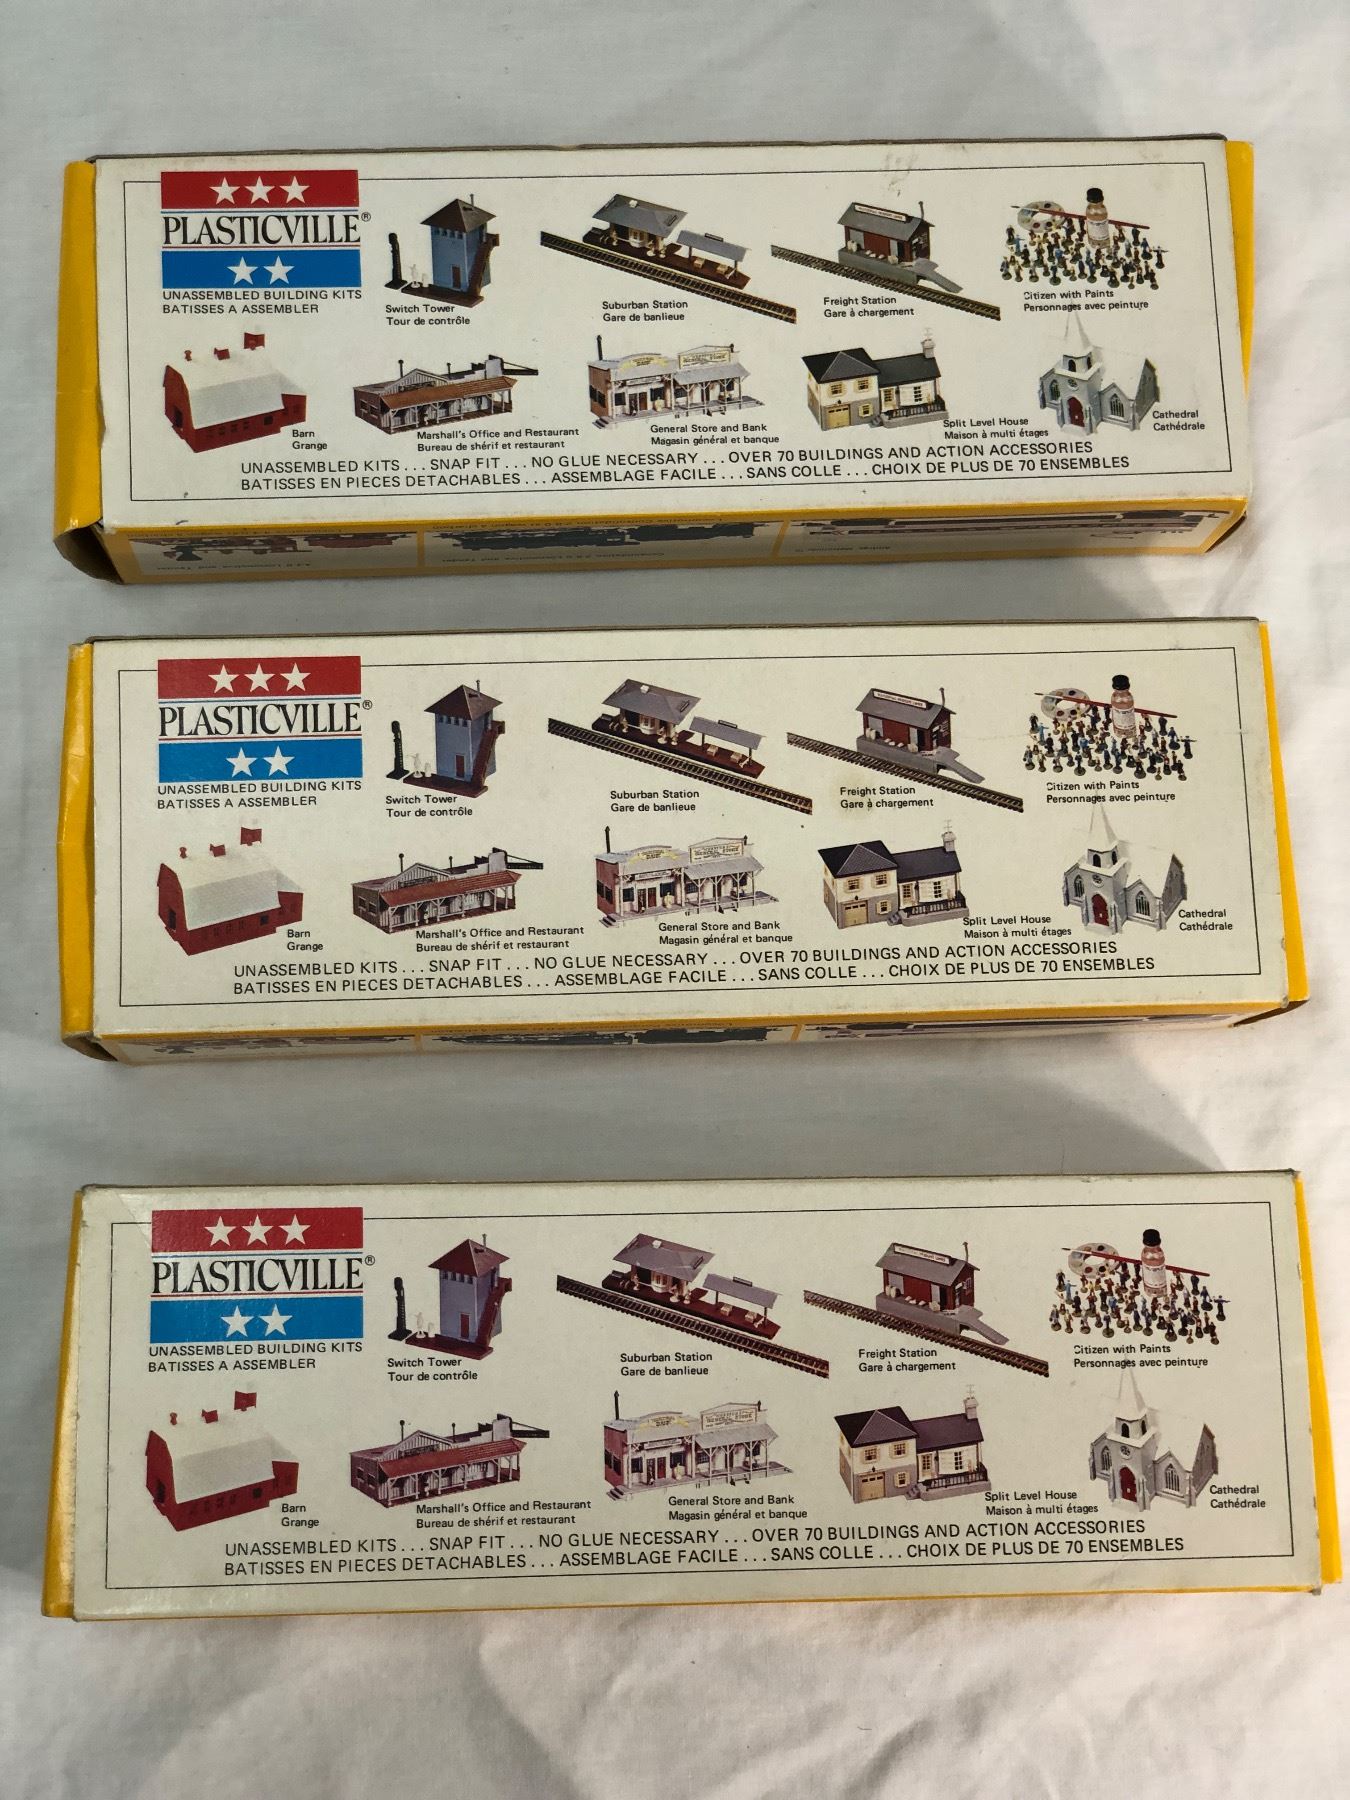 PLASTICVILLE®
UNASSEMBLED BUILDING KITS
BATISSES A ASSEMBLER
Switch Tower
Tour de contrôle
Suburban Station
Gare de banlieue
Freight Station
Gare à chargement
Citizen with Paints
Personnages avec peinture
Barn
Grange
Marshall's Office and Restaurant
Bureau de shérif et restaurant
General Store and Bank
Magasin général et banque
Split Level House
Maison à multi étages
Cathedral
Cathédrale
UNASSEMBLED KITS . . . SNAP FIT . . . NO GLUE NECESSARY . . . OVER 70 BUILDINGS AND ACTION ACCESSORIES
BATISSES EN PIECES DETACHABLES . . . ASSEMBLAGE FACILE . . . SANS COLLE . . . CHOIX DE PLUS DE 70 ENSEMBLES
PLASTICVILLE®
UNASSEMBLED BUILDING KITS
BATISSES A ASSEMBLER
Switch Tower
Tour de contrôle
Suburban Station
Gare de banlieue
Freight Station
Gare à chargement
Citizen with Paints
Personnages avec peinture
Barn
Grange
Marshall's Office and Restaurant
Bureau de shérif et restaurant
General Store and Bank
Magasin général et banque
Split Level House
Maison à multi étages
Cathedral
Cathédrale
UNASSEMBLED KITS . . . SNAP FIT . . . NO GLUE NECESSARY . . . OVER 70 BUILDINGS AND ACTION ACCESSORIES
BATISSES EN PIECES DETACHABLES . . . ASSEMBLAGE FACILE . . . SANS COLLE . . . CHOIX DE PLUS DE 70 ENSEMBLES
PLASTICVILLE®
UNASSEMBLED BUILDING KITS
BATISSES A ASSEMBLER
Switch Tower
Tour de contrôle
Suburban Station
Gare de banlieue
Freight Station
Gare à chargement
Citizen with Paints
Personnages avec peinture
Barn
Grange
Marshall's Office and Restaurant
Bureau de shérif et restaurant
General Store and Bank
Magasin général et banque
Split Level House
Maison à multi étages
Cathedral
Cathédrale
UNASSEMBLED KITS . . . SNAP FIT . . . NO GLUE NECESSARY . . . OVER 70 BUILDINGS AND ACTION ACCESSORIES
BATISSES EN PIECES DETACHABLES . . . ASSEMBLAGE FACILE . . . SANS COLLE . . . CHOIX DE PLUS DE 70 ENSEMBLES